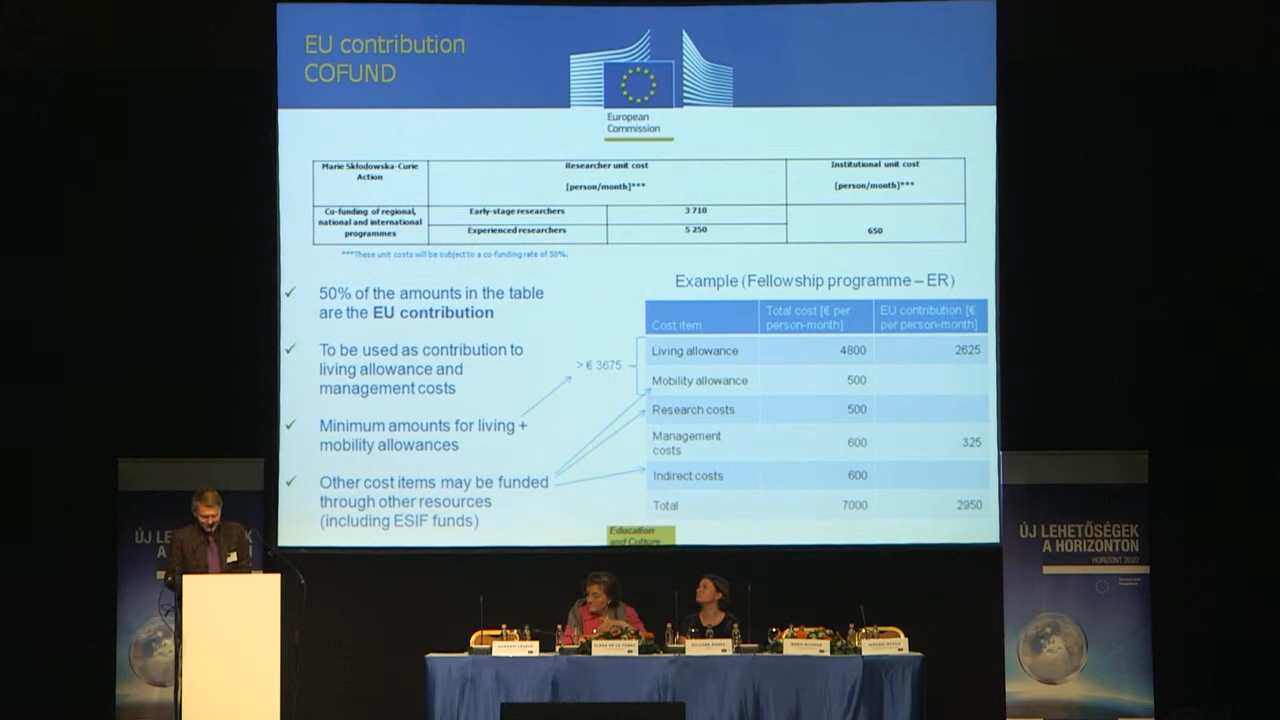 EU contribution
COFUND
European
Commission
Marie Skłodowska-Curie
Action
Researcher unit cost
[person/month]***
Institutional unit cost
[person/month]***
Co-funding of regional,
national and international
programmes
Early-stage researchers
3 710
Experienced researchers
5 250
650
***These unit costs will be subject to a co-funding rate of 50%.
✓ 50% of the amounts in the table
are the EU contribution
✓ To be used as contribution to
living allowance and
management costs
✓ Minimum amounts for living +
mobility allowances
✓ Other cost items may be funded
through other resources
(including ESIF funds)
> € 3675
Example (Fellowship programme – ER)
Cost item
Total cost [€ per
person-month]
EU contribution [€
per person-month]
Living allowance 4800 2625
Mobility allowance 500
Research costs 500
Management
costs 600 325
Indirect costs 600
Total 7000 2950
Education
and Culture
ÚJ LE
A
ÚJ LEHETŐSÉGEK
A HORIZONTON
HORIZONT 2020